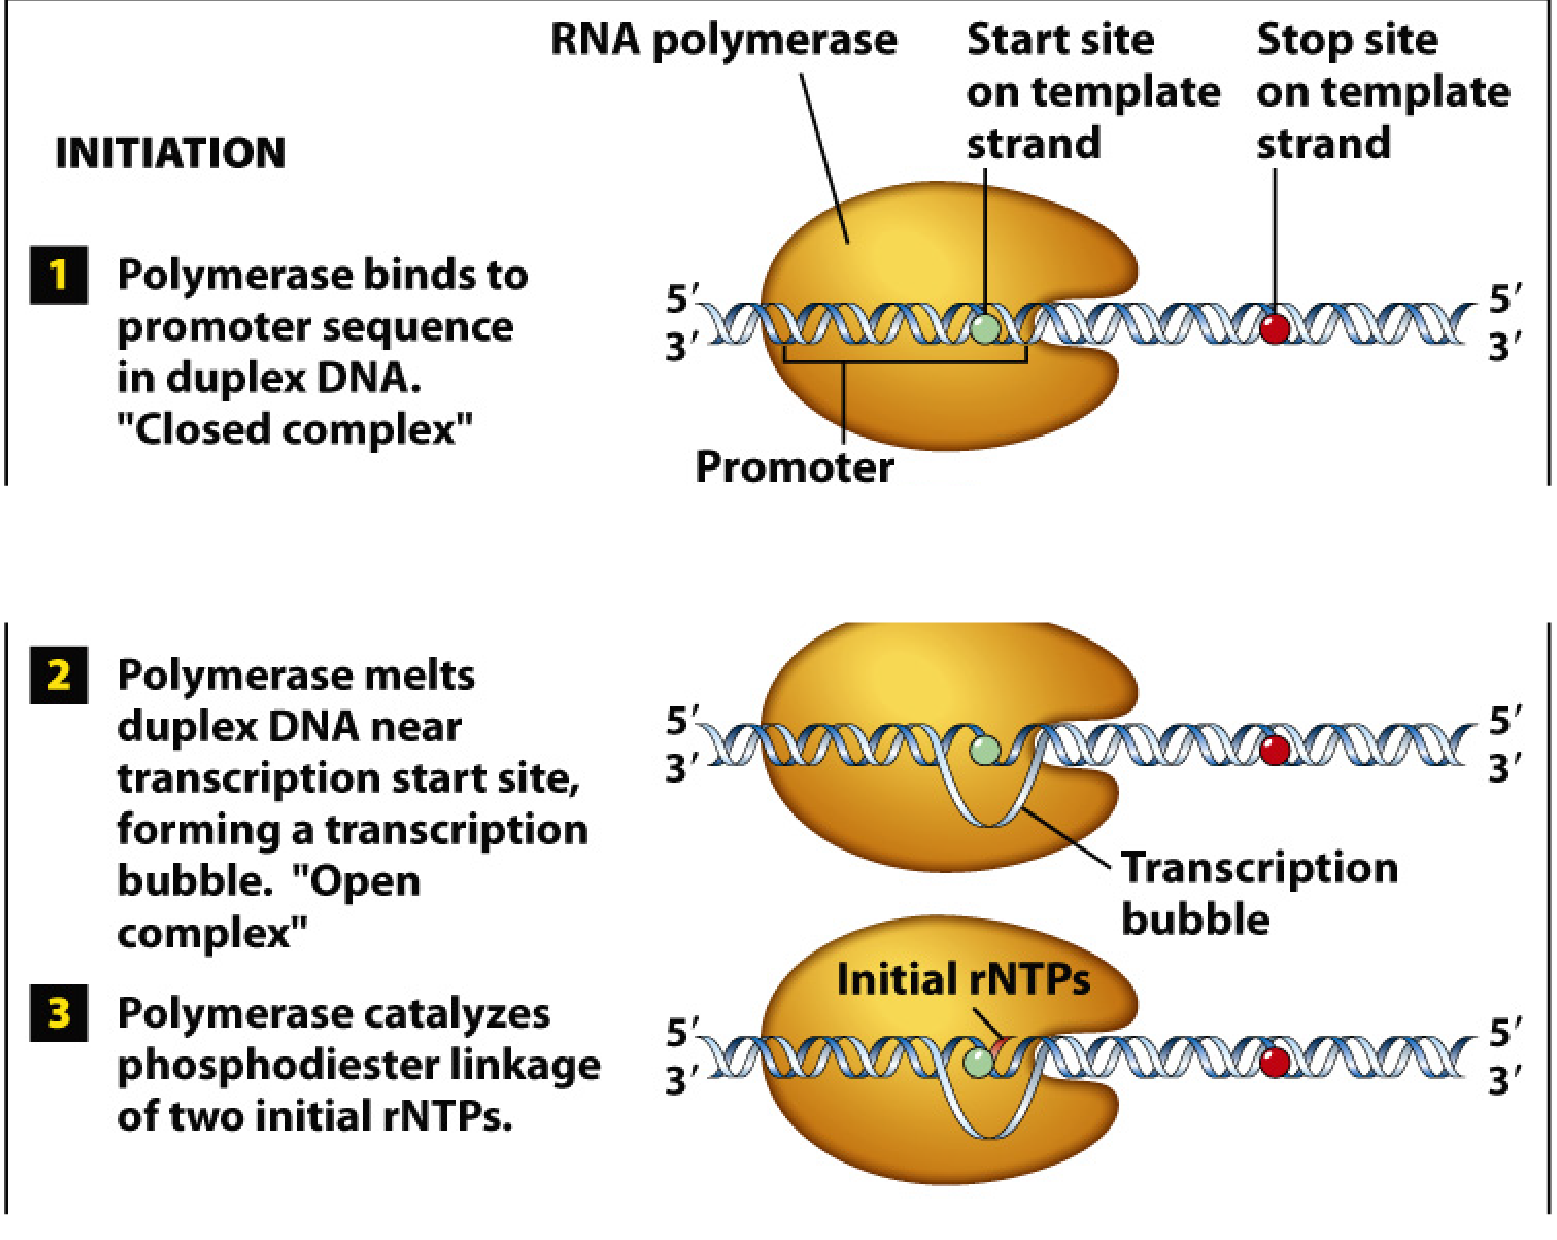 RNA polymerase
Start site
on template
strand
Stop site
on template
strand
INITIATION
1
Polymerase binds to
promoter sequence
in duplex DNA.
"Closed complex"
5′
3′
5′
3′
Promoter
2
Polymerase melts
duplex DNA near
transcription start site,
forming a transcription
bubble. "Open
complex"
5′
3′
5′
3′
Transcription
bubble
3
Polymerase catalyzes
phosphodiester linkage
of two initial rNTPs.
Initial rNTPs
5′
3′
5′
3′